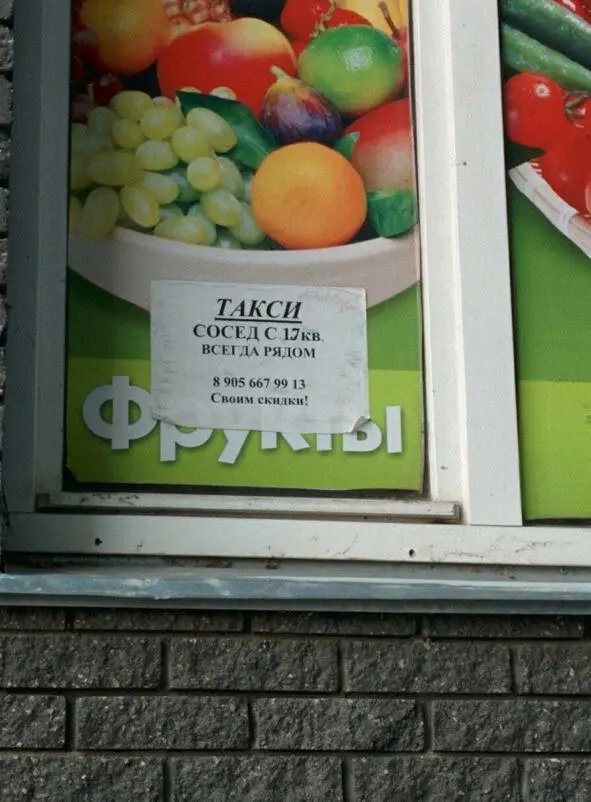 ТАКСИ
СОСЕД С 17кв.
ВСЕГДА РЯДОМ
8 905 667 99 13
Своим скидки!
Фрукты